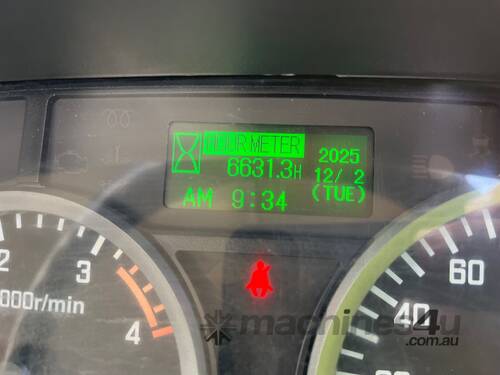 HOUR METER
6631.3H
AM 9:34
2025
12/ 2
(TUE)
2
3
4
000r/min
60
40
machines4u
.com.au